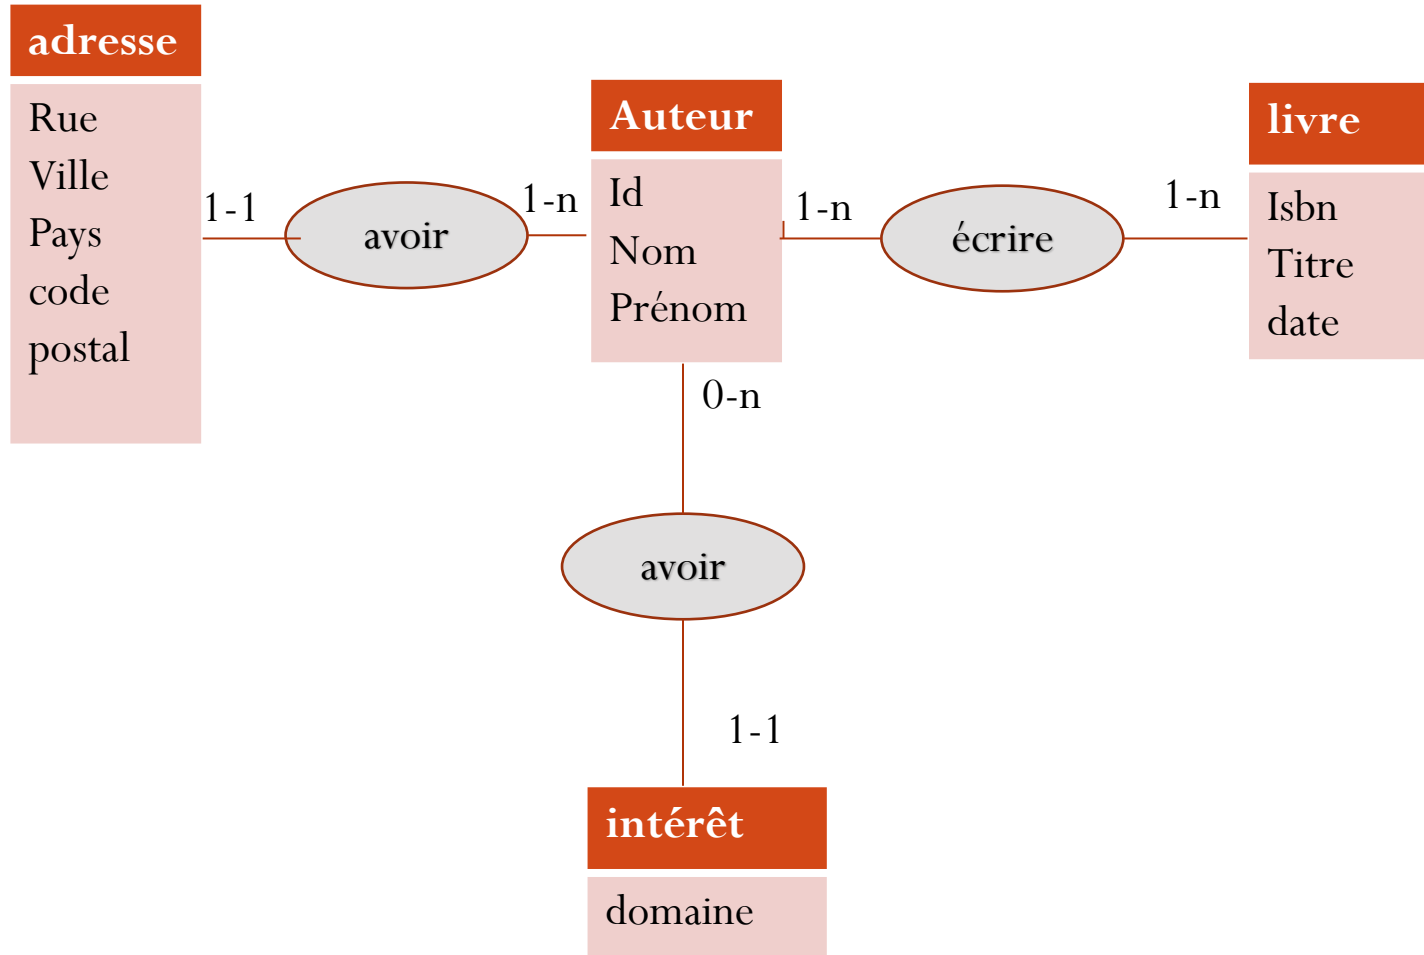 adresse
Rue
Ville
Pays
code
postal
1-1
avoir
1-n
Auteur
Id
Nom
Prénom
1-n
écrire
1-n
livre
Isbn
Titre
date
0-n
avoir
1-1
intérêt
domaine